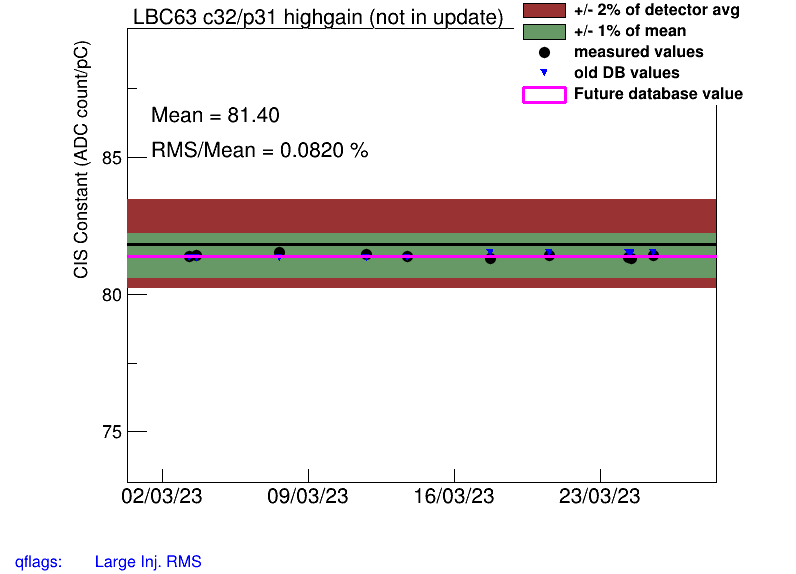 LBC63 c32/p31 highgain (not in update)
+/- 2% of detector avg
+/- 1% of mean
measured values
old DB values
Future database value
CIS Constant (ADC count/pC)
Mean = 81.40
RMS/Mean = 0.0820 %
85
80
75
02/03/23 09/03/23 16/03/23 23/03/23
qflags: Large Inj. RMS